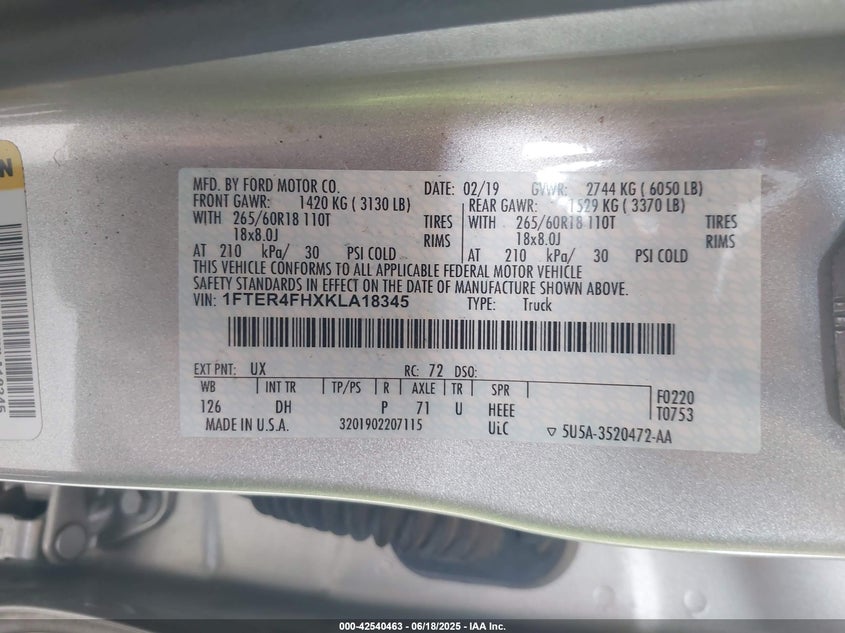 MFD. BY FORD MOTOR CO. DATE: 02/19 GVWR: 2744 KG ( 6050 LB)
FRONT GAWR: 1420 KG ( 3130 LB) REAR GAWR: 1529 KG ( 3370 LB)
WITH 265/60R18 110T TIRES WITH 265/60R18 110T TIRES
18x8.0J RIMS 18x8.0J RIMS
AT 210 kPa/ 30 PSI COLD AT 210 kPa/ 30 PSI COLD
THIS VEHICLE CONFORMS TO ALL APPLICABLE FEDERAL MOTOR VEHICLE
SAFETY STANDARDS IN EFFECT ON THE DATE OF MANUFACTURE SHOWN ABOVE.
VIN: 1FTER4FHXKLA18345 TYPE: Truck
EXT PNT: UX RC: 72 DSO:
WB INT TR TP/PS R AXLE TR SPR F0220
126 DH P 71 U HEEE T0753
MADE IN U.S.A. 3201902207115 UiC ▽ 5U5A-3520472-AA
000-42540463 - 06/18/2025 - IAA Inc.